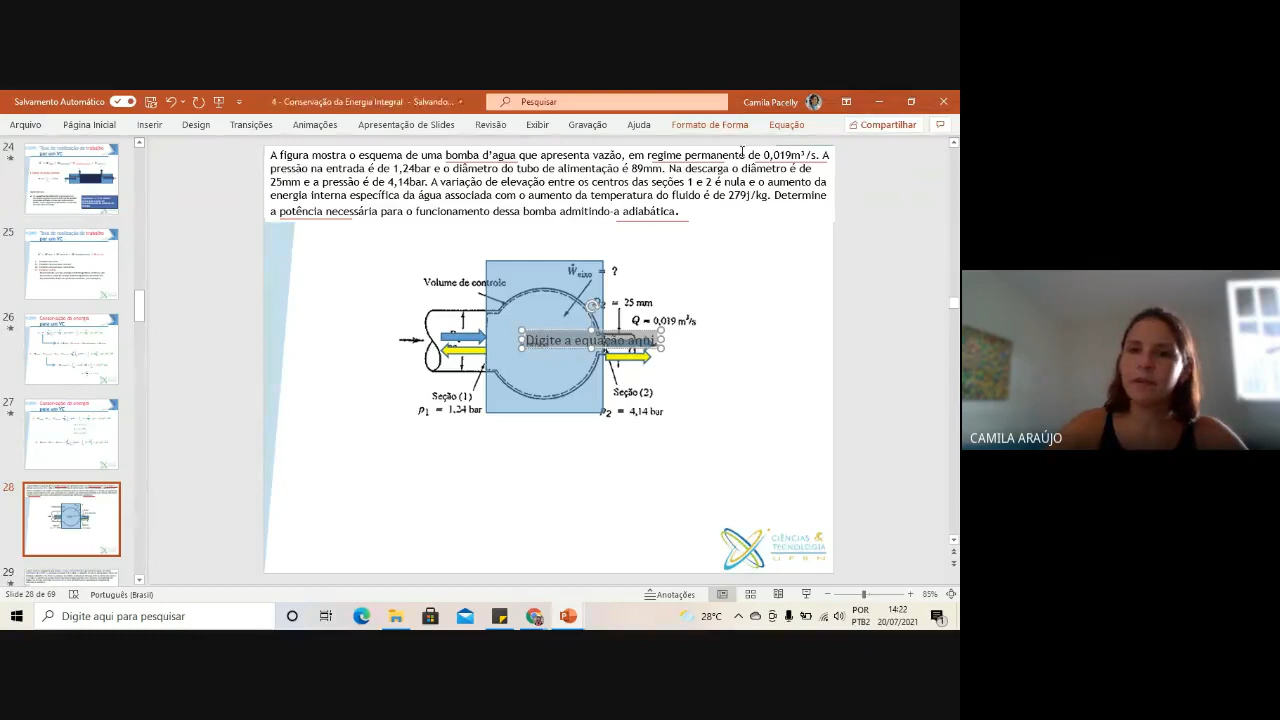 Salvamento Automático
4 - Conservação da Energia Integral - Salvando...
Pesquisar
Camila Pacelly
Arquivo Página Inicial Inserir Design Transições Animações Apresentação de Slides Revisão Exibir Gravação Ajuda Formato de Forma Equação Compartilhar
24
25
26
27
28
29
A figura mostra o esquema de uma bomba d'água que apresenta vazão, em regime permanente de 0,019m³/s. A
pressão na entrada é de 1,24bar e o diâmetro do tubo de alimentação é 89mm. Na descarga o diâmetro é de
25mm e a pressão é de 4,14bar. A variação de elevação entre os centros das seções 1 e 2 é nula e o aumento da
energia interna específica da água associada com o aumento da temperatura do fluido é de 279J/kg. Determine
a potência necessária para o funcionamento dessa bomba admitindo-a adiabática.
Ẇeixo = ?
Volume de controle
= 25 mm
Q = 0,019 m³/s
Digite a equação aqui.
Seção (1)
p1 = 1,24 bar
Seção (2)
p2 = 4,14 bar
CIÊNCIAS &
TECNOLOGIA
UFRN
CAMILA ARAÚJO
Slide 28 de 69
Português (Brasil)
Anotações
85%
Digite aqui para pesquisar
28°C
POR
PTB2
14:22
20/07/2021